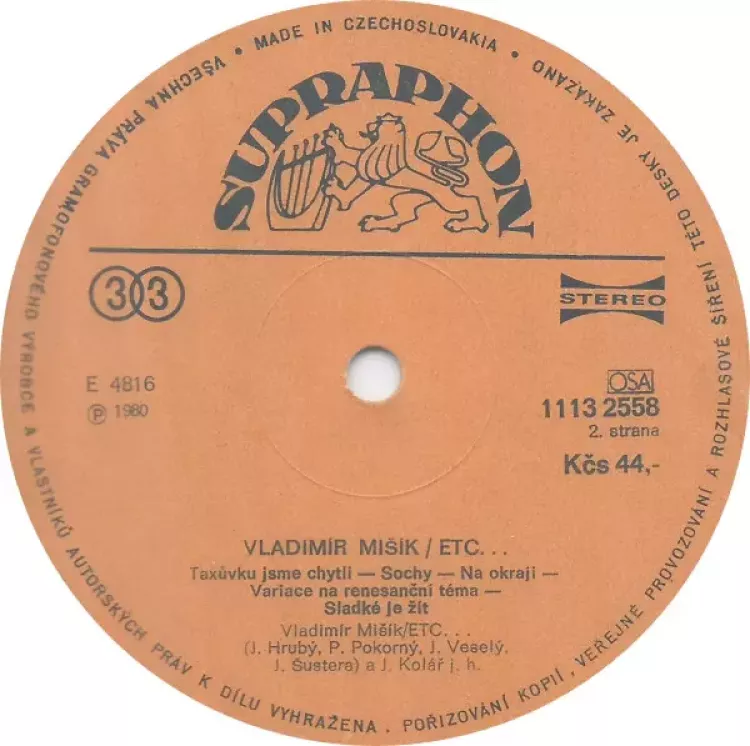 VŠECHNA PRÁVA GRAMOFONOVÉHO VÝROBCE A VLASTNÍKŮ AUTORSKÝCH PRÁV K DÍLU VYHRAŽENA. POŘIZOVÁNÍ KOPIÍ, VEŘEJNÉ PROVOZOVÁNÍ A ROZHLASOVÉ ŠÍŘENÍ TÉTO DESKY JE ZAKÁZÁNO • MADE IN CZECHOSLOVAKIA •
SUPRAPHON
33
STEREO
E 4816
℗ 1980
OSA
1113 2558
2. strana
Kčs 44,-
VLADIMÍR MIŠÍK / ETC...
Taxůvku jsme chytli — Sochy — Na okraji —
Variace na renesanční téma —
Sladké je žít
Vladimír Mišík/ETC...
(J. Hrubý, P. Pokorný, J. Veselý,
J. Šustera) a J. Kolář j. h.